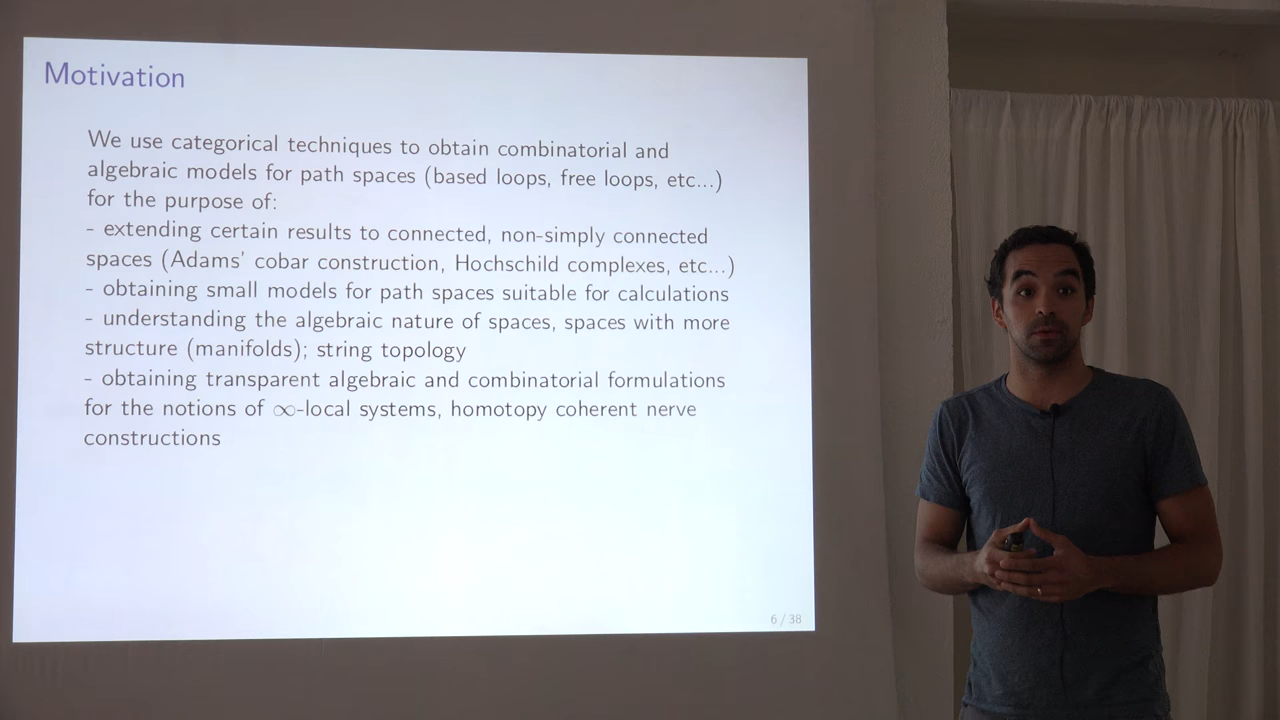 Motivation
We use categorical techniques to obtain combinatorial and
algebraic models for path spaces (based loops, free loops, etc...)
for the purpose of:
- extending certain results to connected, non-simply connected
spaces (Adams' cobar construction, Hochschild complexes, etc...)
- obtaining small models for path spaces suitable for calculations
- understanding the algebraic nature of spaces, spaces with more
structure (manifolds); string topology
- obtaining transparent algebraic and combinatorial formulations
for the notions of ∞-local systems, homotopy coherent nerve
constructions
6 / 38